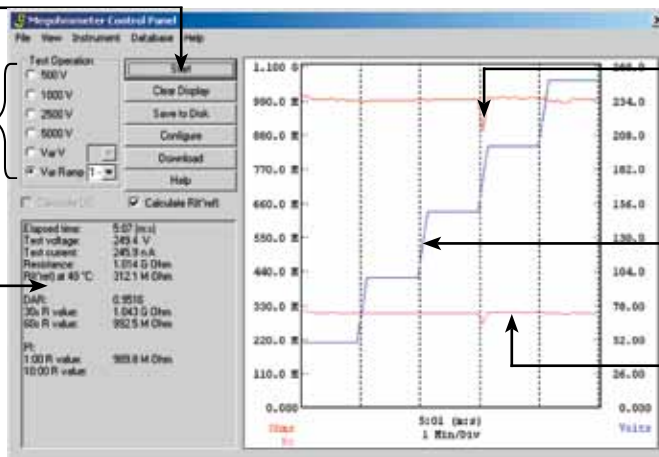 Megohmmeter Control Panel
File View Instrument Database Help
Test Operation
500 V
1000 V
2500 V
5000 V
Var V
Var Ramp 1 -
Start
Clear Display
Save to Disk
Configure
Download
Help
Calculate R(t°ref)
Elapsed time: 5:07 (m:s)
Test voltage: 249.4 V
Test current: 245.9 nA
Resistance: 1.014 G Ohm
R(t°ref) at 40 °C: 312.1 M Ohm
DAR: 0.9516
30s R value: 1.043 G Ohm
60s R value: 992.5 M Ohm
PI:
1:00 R value: 989.8 M Ohm
10:00 R value:
1.100 G
990.0 M
880.0 M
770.0 M
660.0 M
550.0 M
440.0 M
330.0 M
220.0 M
110.0 M
0.000
260.0
234.0
208.0
182.0
156.0
130.0
104.0
78.00
52.00
26.00
0.000
Ohms
Rc
5:01 (m:s)
1 Min/Div
Volts